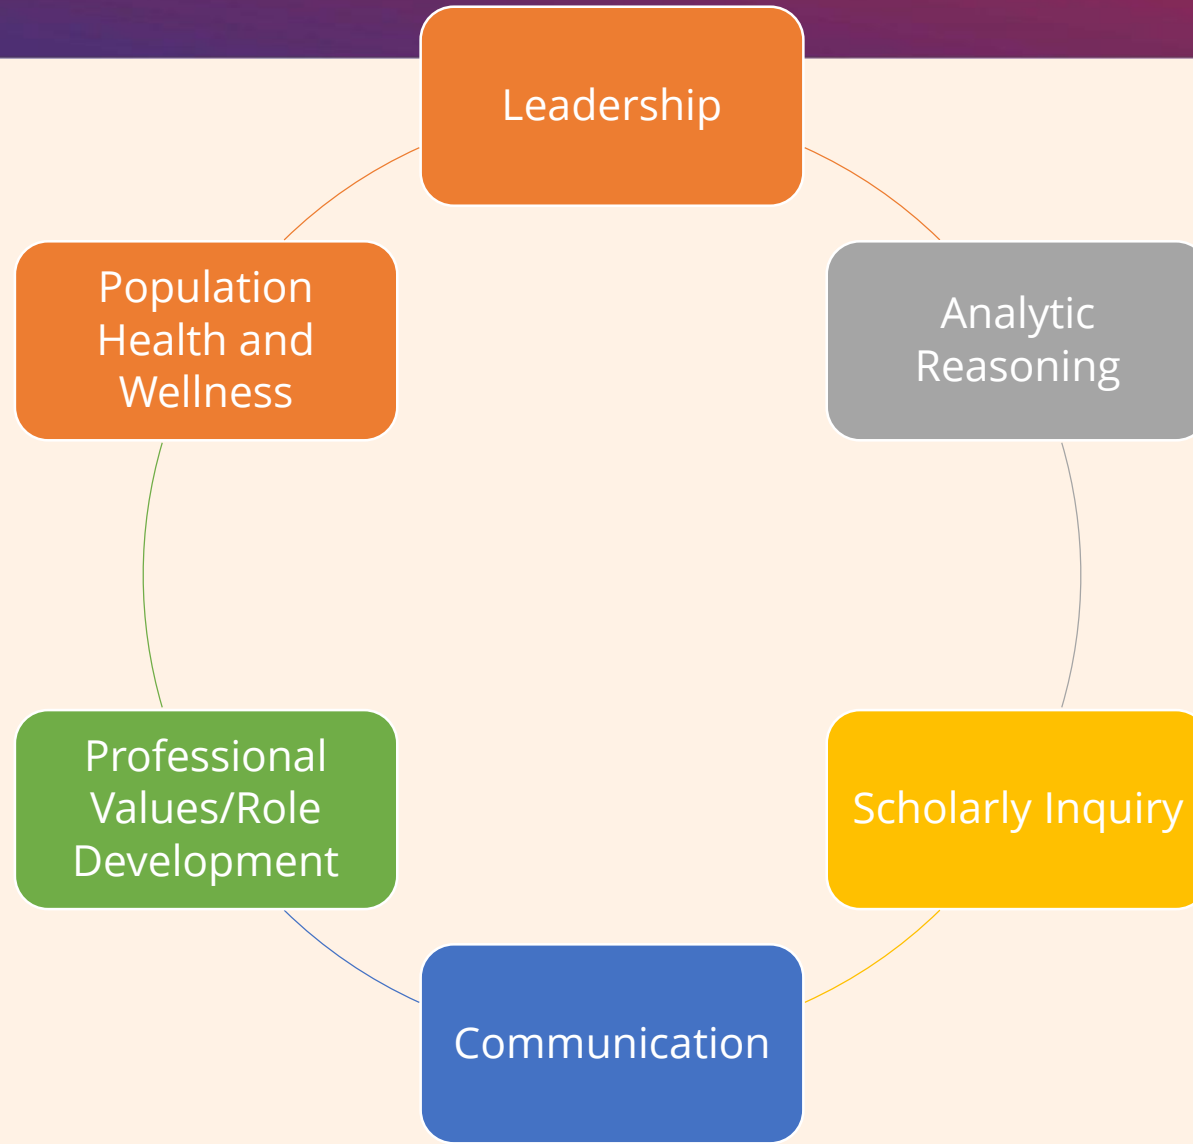 Leadership
Analytic
Reasoning
Scholarly Inquiry
Communication
Professional
Values/Role
Development
Population
Health and
Wellness